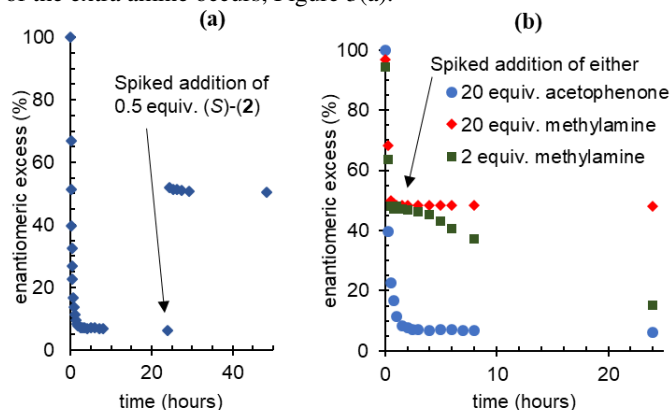 of the extra amine occurs, Figure 3(a).
(a)
100
80
60
40
20
0
0
20
40
enantiomeric excess (%)
time (hours)
Spiked addition of
0.5 equiv. (S)-(2)
(b)
100
80
60
40
20
0
0
10
20
enantiomeric excess (%)
time (hours)
Spiked addition of either
20 equiv. acetophenone
20 equiv. methylamine
2 equiv. methylamine